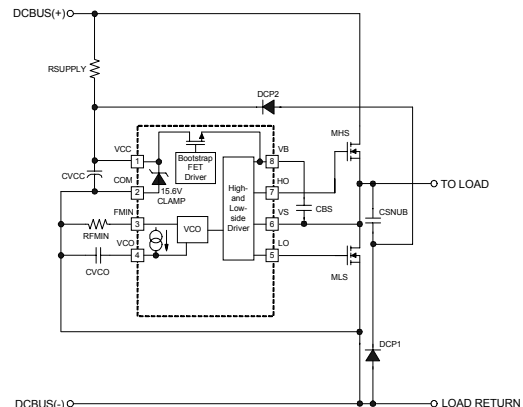 DCBUS(+)
RSUPPLY
DCP2
MHS
VCC
1
Bootstrap
FET
Driver
8
VB
CVCC
COM
2
15.6V
CLAMP
High-
and
Low-
side
Driver
7
HO
CBS
TO LOAD
FMIN
3
VCO
6
VS
CSNUB
RFMIN
VCO
4
5
LO
CVCO
MLS
DCP1
DCBUS(-)
LOAD RETURN